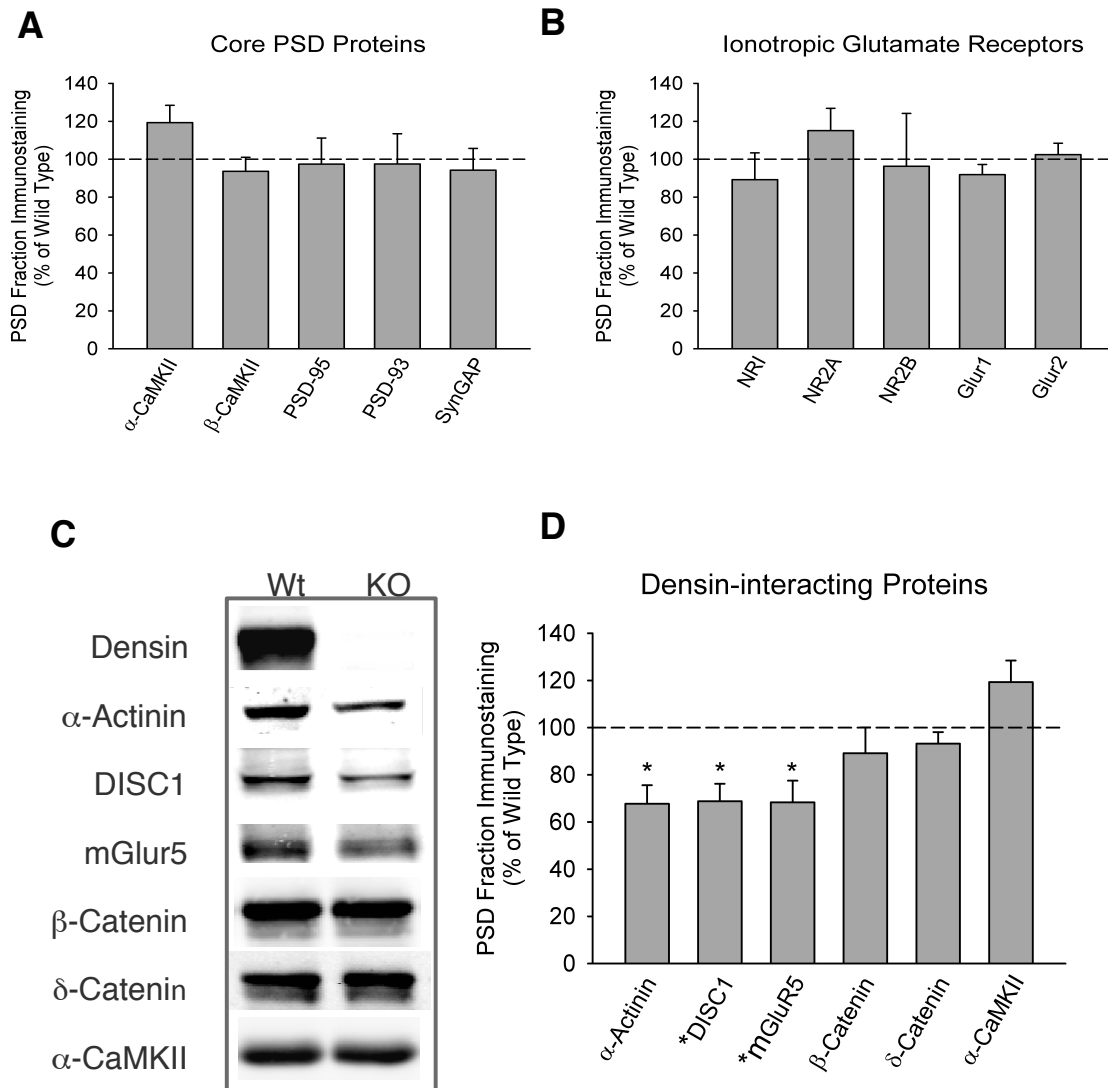 A
Core PSD Proteins
PSD Fraction Immunostaining
(% of Wild Type)
140
120
100
80
60
40
20
0
α-CaMKII
β-CaMKII
PSD-95
PSD-93
SynGAP
B
Ionotropic Glutamate Receptors
PSD Fraction Immunostaining
(% of Wild Type)
140
120
100
80
60
40
20
0
NRI
NR2A
NR2B
Glur1
Glur2
C
Wt KO
Densin
α-Actinin
DISC1
mGlur5
β-Catenin
δ-Catenin
α-CaMKII
D
Densin-interacting Proteins
PSD Fraction Immunostaining
(% of Wild Type)
140
120
100
80
60
40
20
0
* * *
α-Actinin
*DISC1
*mGluR5
β-Catenin
δ-Catenin
α-CaMKII